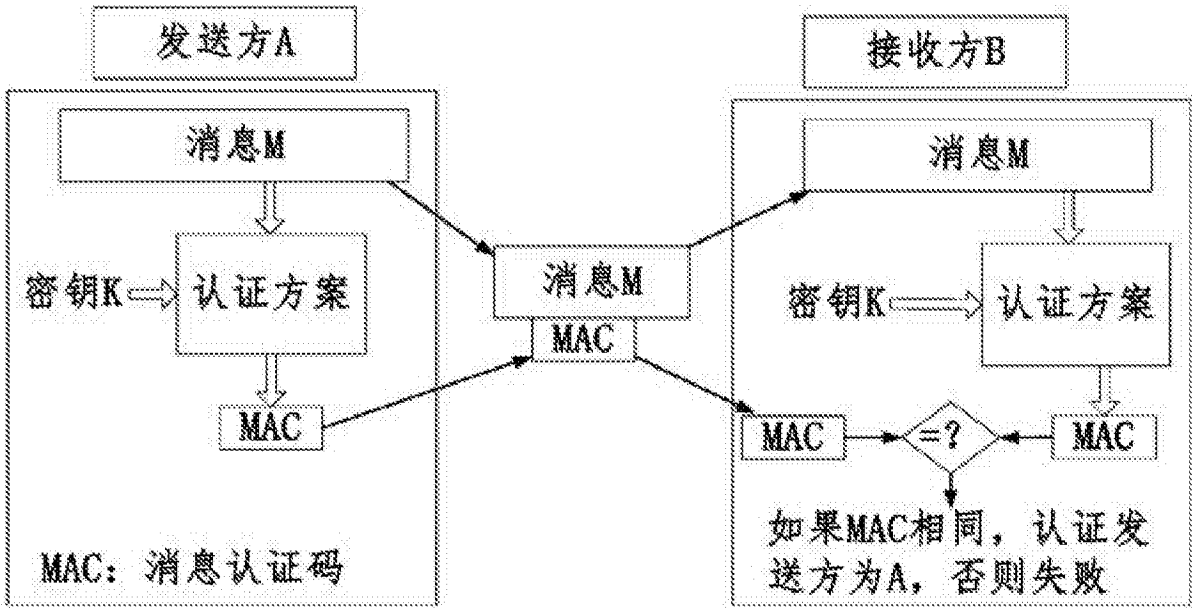 发送方A
消息M
密钥K
认证方案
MAC
MAC：消息认证码
消息M
MAC
接收方B
消息M
密钥K
认证方案
MAC
=?
MAC
如果MAC相同，认证发
送方为A，否则失败